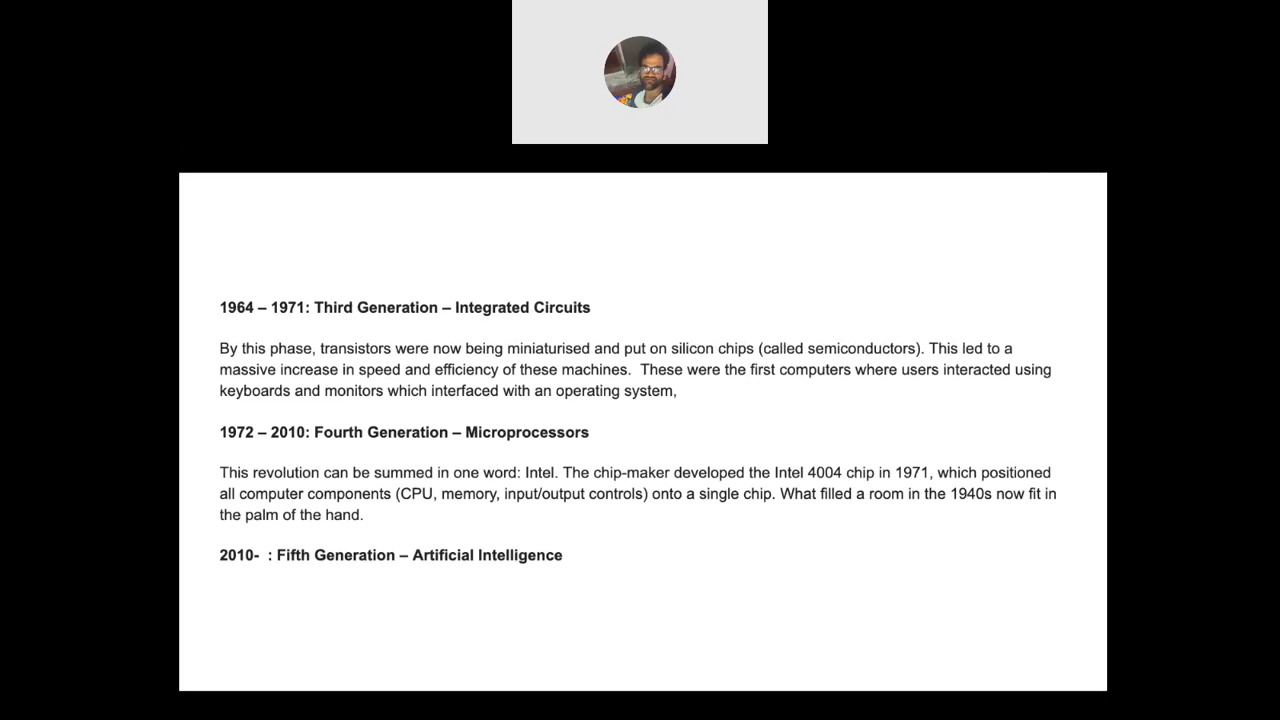 1964 – 1971: Third Generation – Integrated Circuits
By this phase, transistors were now being miniaturised and put on silicon chips (called semiconductors). This led to a
massive increase in speed and efficiency of these machines.  These were the first computers where users interacted using
keyboards and monitors which interfaced with an operating system,
1972 – 2010: Fourth Generation – Microprocessors
This revolution can be summed in one word: Intel. The chip-maker developed the Intel 4004 chip in 1971, which positioned
all computer components (CPU, memory, input/output controls) onto a single chip. What filled a room in the 1940s now fit in
the palm of the hand.
2010-  : Fifth Generation – Artificial Intelligence